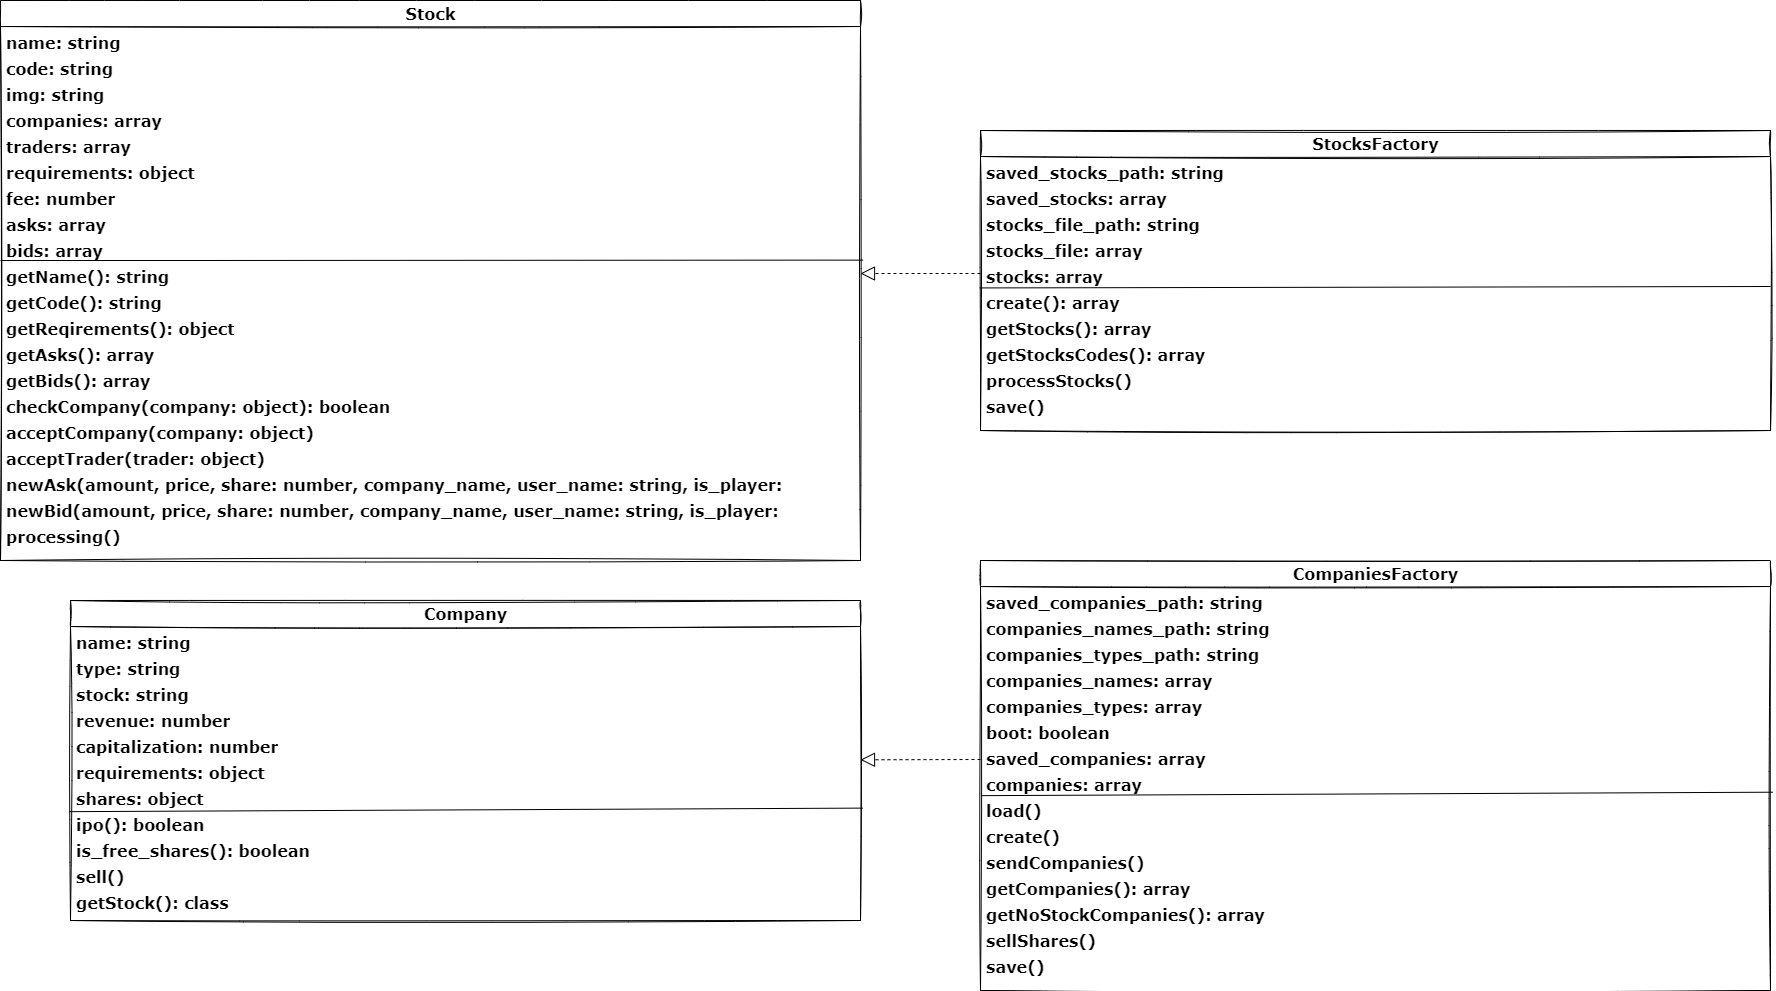 Stock
name: string
code: string
img: string
companies: array
traders: array
requirements: object
fee: number
asks: array
bids: array
getName(): string
getCode(): string
getReqirements(): object
getAsks(): array
getBids(): array
checkCompany(company: object): boolean
acceptCompany(company: object)
acceptTrader(trader: object)
newAsk(amount, price, share: number, company_name, user_name: string, is_player:
newBid(amount, price, share: number, company_name, user_name: string, is_player:
processing()
StocksFactory
saved_stocks_path: string
saved_stocks: array
stocks_file_path: string
stocks_file: array
stocks: array
create(): array
getStocks(): array
getStocksCodes(): array
processStocks()
save()
Company
name: string
type: string
stock: string
revenue: number
capitalization: number
requirements: object
shares: object
ipo(): boolean
is_free_shares(): boolean
sell()
getStock(): class
CompaniesFactory
saved_companies_path: string
companies_names_path: string
companies_types_path: string
companies_names: array
companies_types: array
boot: boolean
saved_companies: array
companies: array
load()
create()
sendCompanies()
getCompanies(): array
getNoStockCompanies(): array
sellShares()
save()